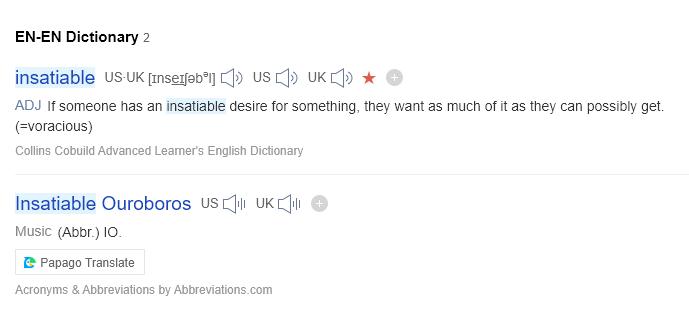 EN-EN Dictionary 2
insatiable US·UK [ɪnseɪʃəbᵊl] US UK
ADJ If someone has an insatiable desire for something, they want as much of it as they can possibly get.
(=voracious)
Collins Cobuild Advanced Learner's English Dictionary
Insatiable Ouroboros US UK
Music (Abbr.) IO.
Papago Translate
Acronyms & Abbreviations by Abbreviations.com